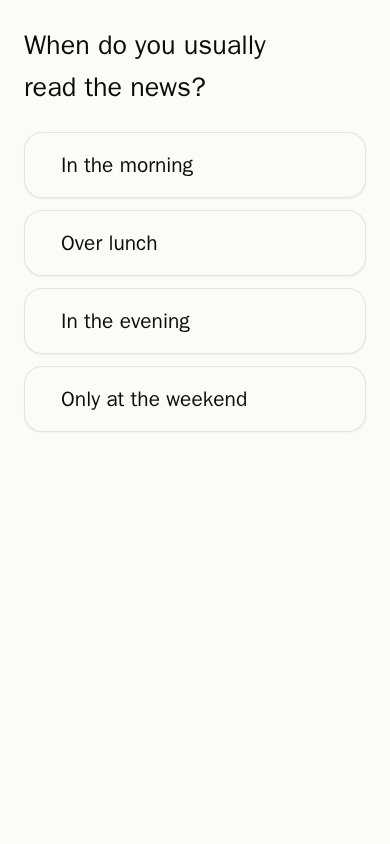 When do you usually
read the news?
In the morning
Over lunch
In the evening
Only at the weekend